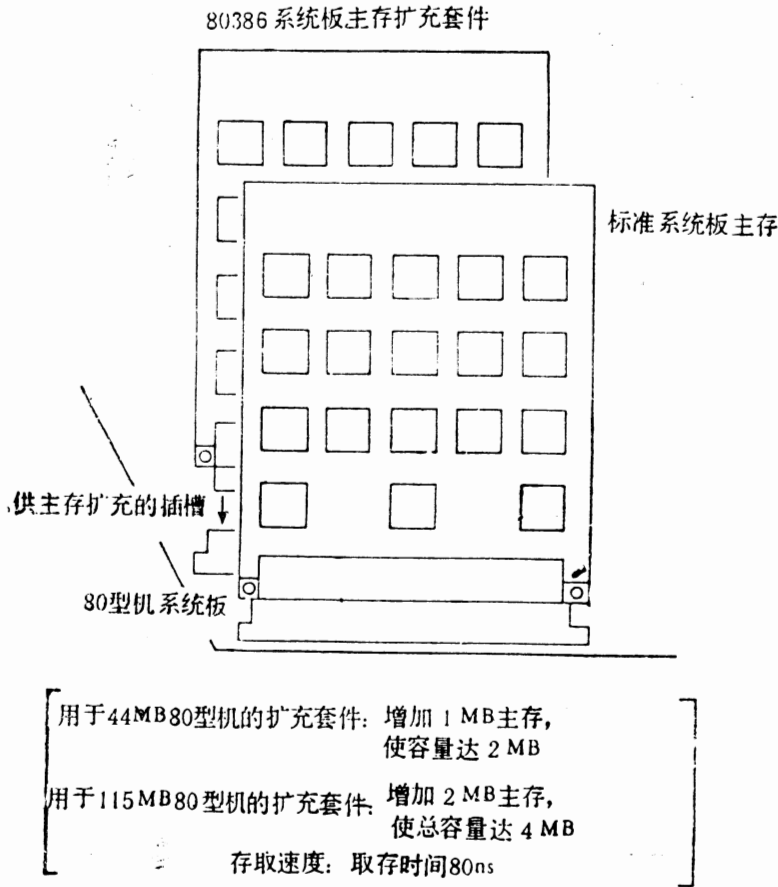 80386系统板主存扩充套件
标准系统板主存
供主存扩充的插槽
80型机系统板
用于44MB80型机的扩充套件：增加1MB主存，
使容量达2MB
用于115MB80型机的扩充套件：增加2MB主存，
使总容量达4MB
存取速度：取存时间80ns